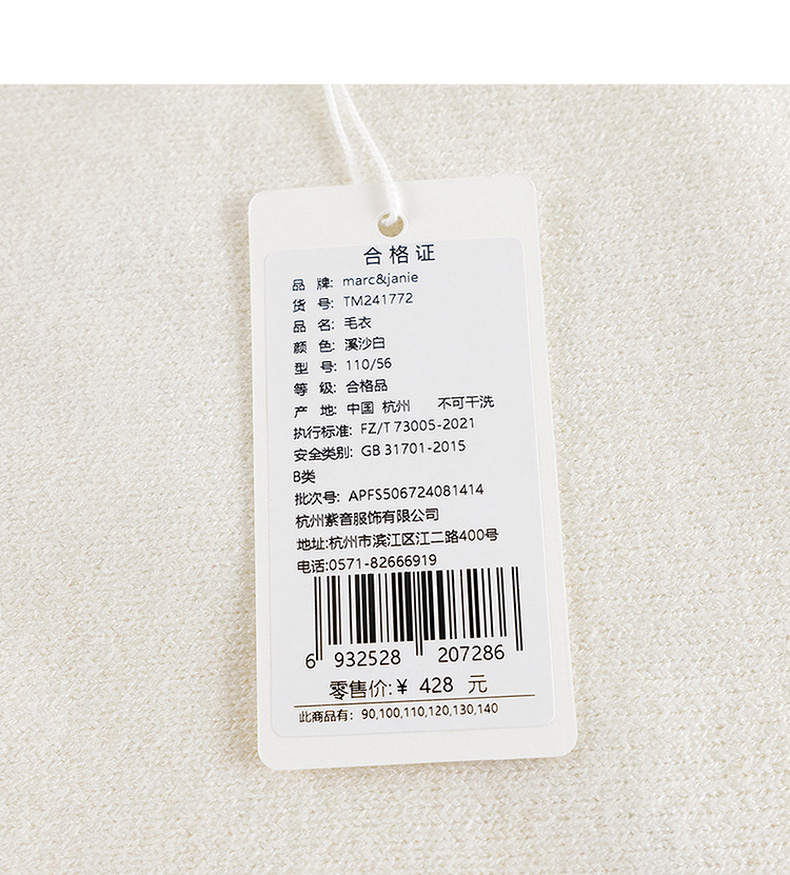 合格证
品 牌: marc&janie
货 号: TM241772
品 名: 毛衣
颜 色: 溪沙白
型 号: 110/56
等 级: 合格品
产 地: 中国 杭州 不可干洗
执行标准: FZ/T 73005-2021
安全类别: GB 31701-2015
B类
批次号: APFS506724081414
杭州紫音服饰有限公司
地址:杭州市滨江区江二路400号
电话:0571-82666919
6 932528 207286
零售价:¥ 428 元
此商品有: 90,100,110,120,130,140